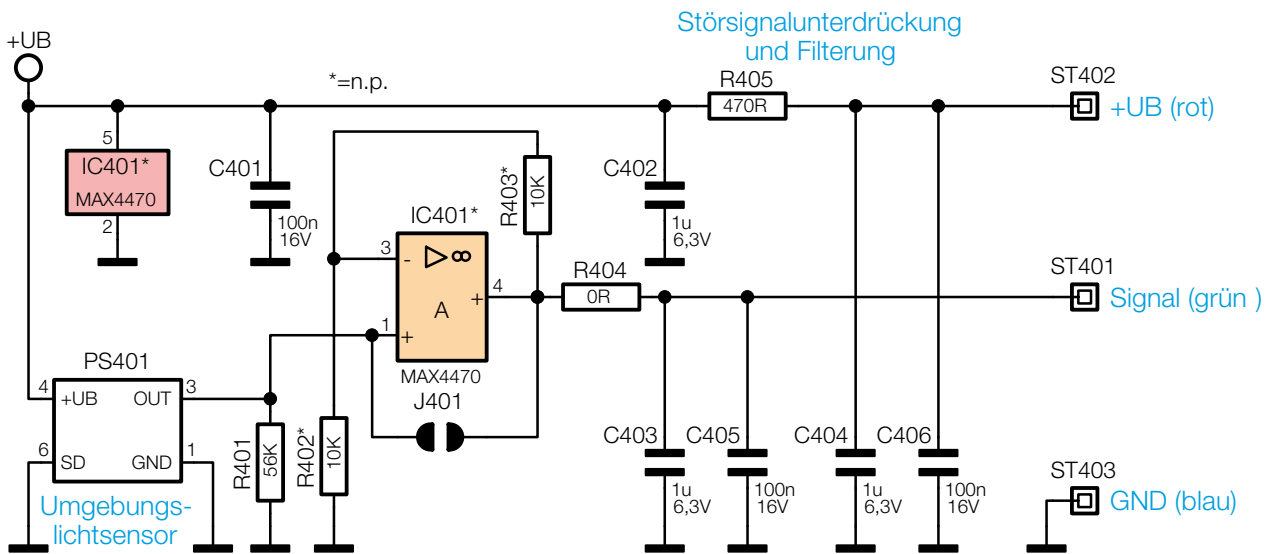 Störsignalunterdrückung
und Filterung
+UB
*=n.p.
R405
470R
ST402
+UB (rot)
5
IC401*
MAX4470
2
C401
100n
16V
R403*
10K
C402
1u
6,3V
IC401*
3
-
∞
A
+
4
1
+
MAX4470
J401
R404
0R
ST401
Signal (grün )
PS401
4
+UB
OUT
3
6
SD
GND
1
Umgebungs-
lichtsensor
R401
56K
R402*
10K
C403
1u
6,3V
C405
100n
16V
C404
1u
6,3V
C406
100n
16V
ST403
GND (blau)